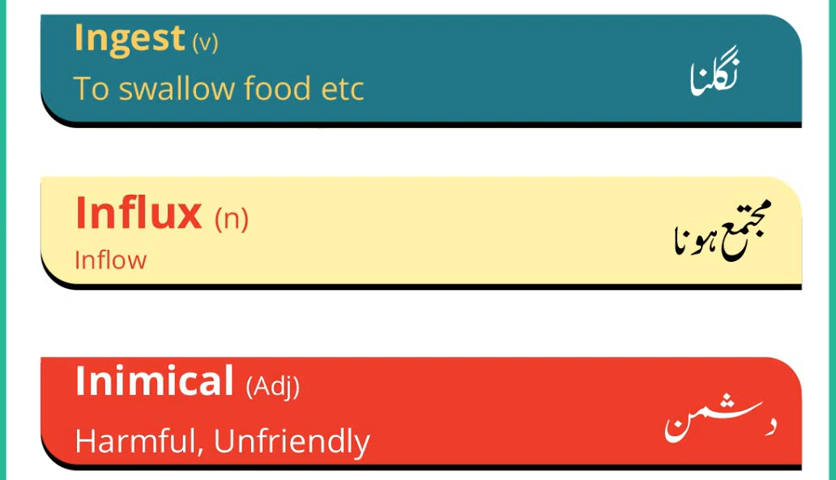 Ingest (v)
To swallow food etc
نگلنا
Influx (n)
Inflow
مجتمع ہونا
Inimical (Adj)
Harmful, Unfriendly
دشمن